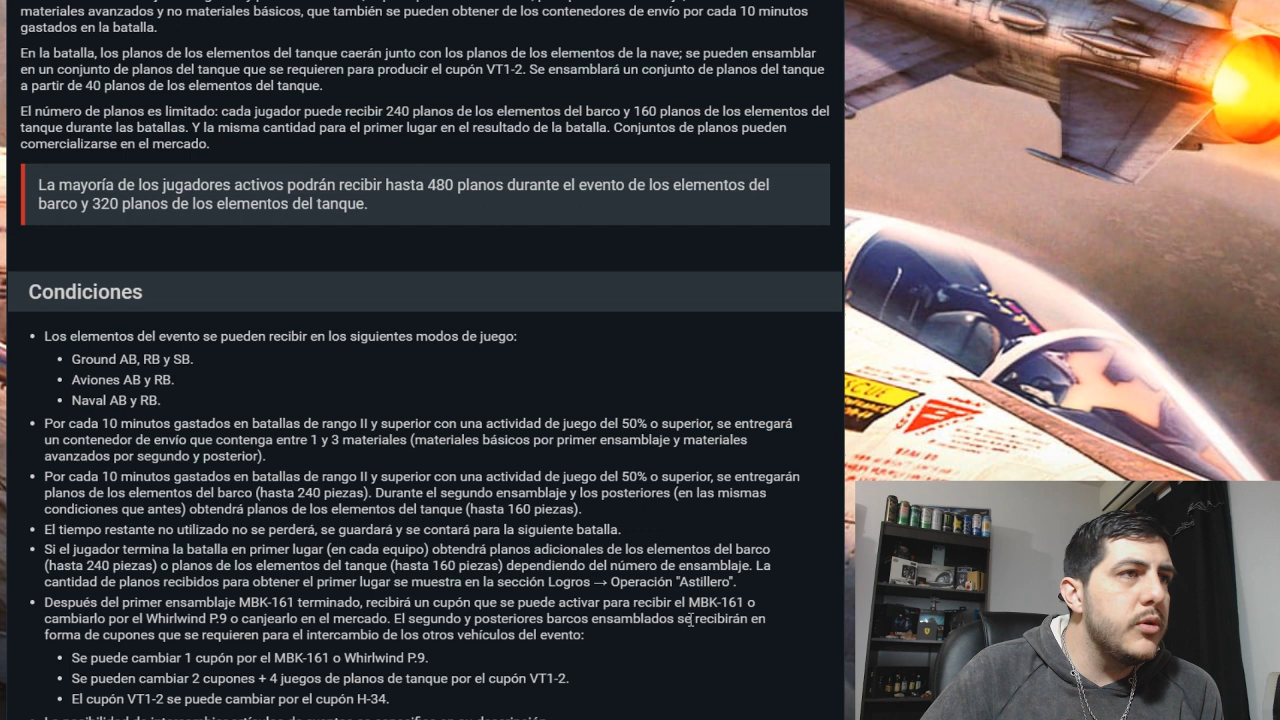 materiales avanzados y no materiales básicos, que también se pueden obtener de los contenedores de envío por cada 10 minutos
gastados en la batalla.
En la batalla, los planos de los elementos del tanque caerán junto con los planos de los elementos de la nave; se pueden ensamblar
en un conjunto de planos del tanque que se requieren para producir el cupón VT1-2. Se ensamblará un conjunto de planos del tanque
a partir de 40 planos de los elementos del tanque.
El número de planos es limitado: cada jugador puede recibir 240 planos de los elementos del barco y 160 planos de los elementos del
tanque durante las batallas. Y la misma cantidad para el primer lugar en el resultado de la batalla. Conjuntos de planos pueden
comercializarse en el mercado.
La mayoría de los jugadores activos podrán recibir hasta 480 planos durante el evento de los elementos del
barco y 320 planos de los elementos del tanque.
Condiciones
• Los elementos del evento se pueden recibir en los siguientes modos de juego:
• Ground AB, RB y SB.
• Aviones AB y RB.
• Naval AB y RB.
• Por cada 10 minutos gastados en batallas de rango II y superior con una actividad de juego del 50% o superior, se entregará
un contenedor de envío que contenga entre 1 y 3 materiales (materiales básicos por primer ensamblaje y materiales
avanzados por segundo y posterior).
• Por cada 10 minutos gastados en batallas de rango II y superior con una actividad de juego del 50% o superior, se entregarán
planos de los elementos del barco (hasta 240 piezas). Durante el segundo ensamblaje y los posteriores (en las mismas
condiciones que antes) obtendrá planos de los elementos del tanque (hasta 160 piezas).
• El tiempo restante no utilizado no se perderá, se guardará y se contará para la siguiente batalla.
• Si el jugador termina la batalla en primer lugar (en cada equipo) obtendrá planos adicionales de los elementos del barco
(hasta 240 piezas) o planos de los elementos del tanque (hasta 160 piezas) dependiendo del número de ensamblaje. La
cantidad de planos recibidos para obtener el primer lugar se muestra en la sección Logros → Operación "Astillero".
• Después del primer ensamblaje MBK-161 terminado, recibirá un cupón que se puede activar para recibir el MBK-161 o
cambiarlo por el Whirlwind P.9 o canjearlo en el mercado. El segundo y posteriores barcos ensamblados se recibirán en
forma de cupones que se requieren para el intercambio de los otros vehículos del evento:
• Se puede cambiar 1 cupón por el MBK-161 o Whirlwind P.9.
• Se pueden cambiar 2 cupones + 4 juegos de planos de tanque por el cupón VT1-2.
• El cupón VT1-2 se puede cambiar por el cupón H-34.